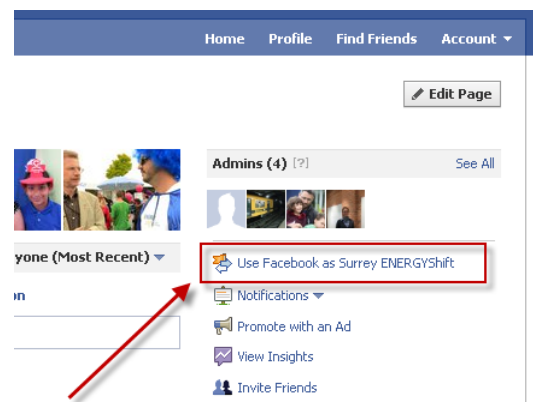 Home Profile Find Friends Account
Edit Page
Admins (4) [?] See All
yone (Most Recent)
Use Facebook as Surrey ENERGYShift
on
Notifications
Promote with an Ad
View Insights
Invite Friends